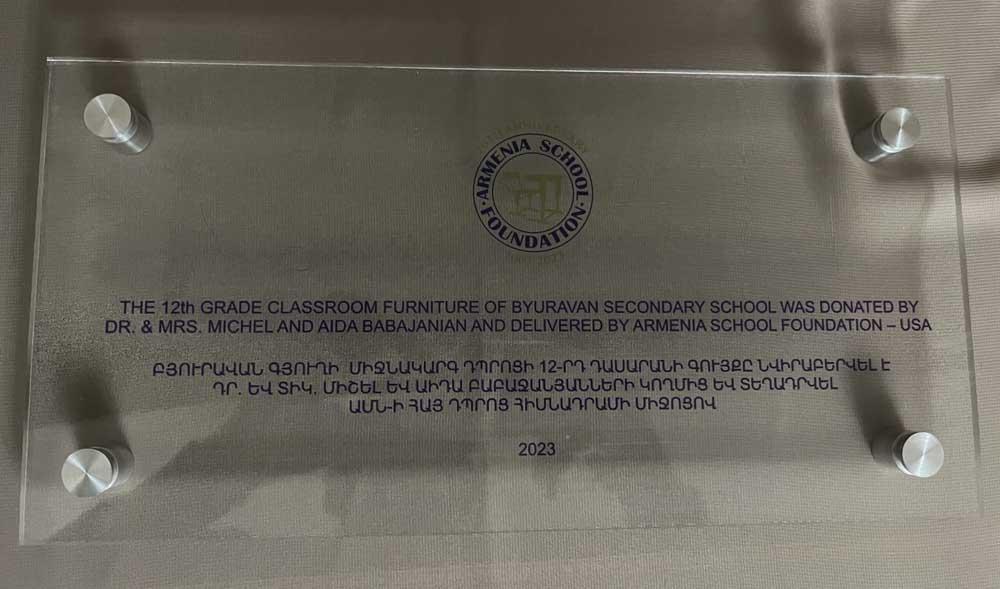 ARMENIA SCHOOL
FOUNDATION
THE 12th GRADE CLASSROOM FURNITURE OF BYURAVAN SECONDARY SCHOOL WAS DONATED BY
DR. & MRS. MICHEL AND AIDA BABAJANIAN AND DELIVERED BY ARMENIA SCHOOL FOUNDATION – USA
ԲՅՈՒՐԱՎԱՆ ԳՅՈՒՂԻ ՄԻՋՆԱԿԱՐԳ ԴՊՐՈՑԻ 12-ՐԴ ԴԱՍԱՐԱՆԻ ԳՈՒՅՔԸ ՆՎԻՐԱԲԵՐՎԵԼ Է
ԴՐ. ԵՎ ՏԻԿ. ՄԻՇԵԼ ԵՎ ԱԻԴԱ ԲԱԲԱՋԱՆՅԱՆՆԵՐԻ ԿՈՂՄԻՑ ԵՎ ՏԵՂԱԴՐՎԵԼ
ԱՄՆ-Ի ՀԱՅ ԴՊՐՈՑ ՀԻՄՆԱԴՐԱՄԻ ՄԻՋՈՑՈՎ
2023